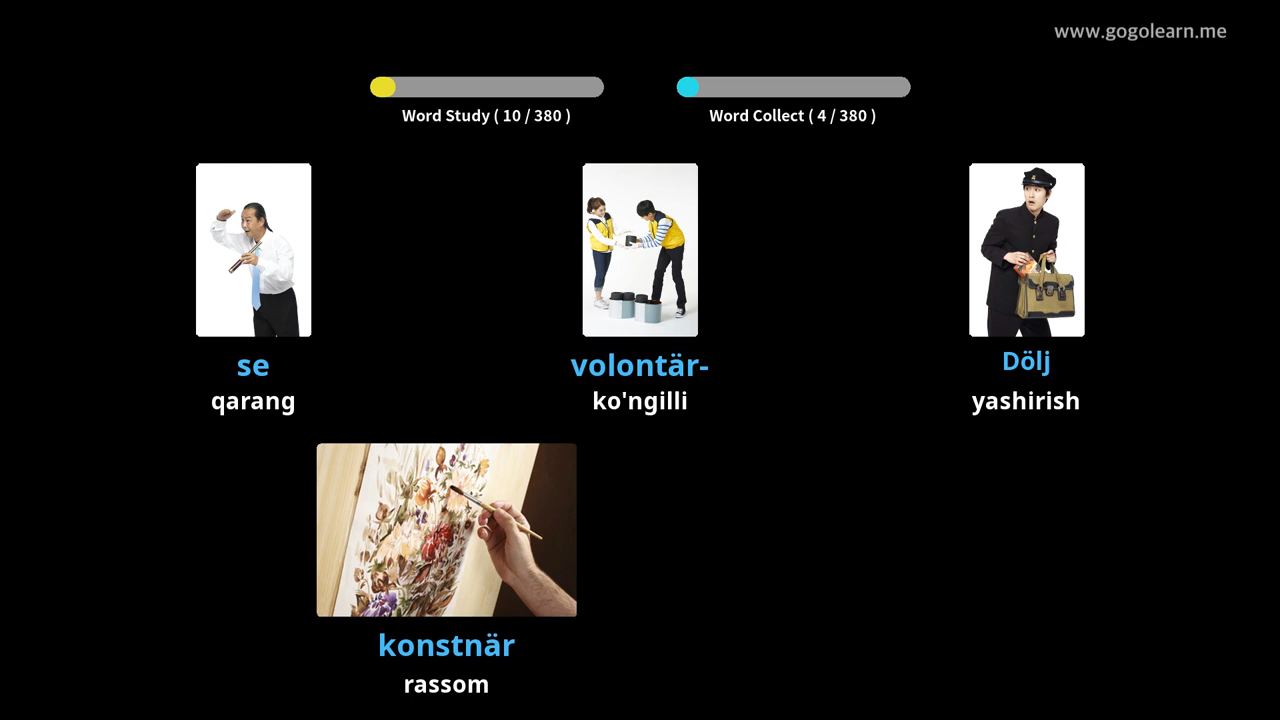 www.gogolearn.me
Word Study ( 10 / 380 )
Word Collect ( 4 / 380 )
se
qarang
volontär-
ko'ngilli
Dölj
yashirish
konstnär
rassom